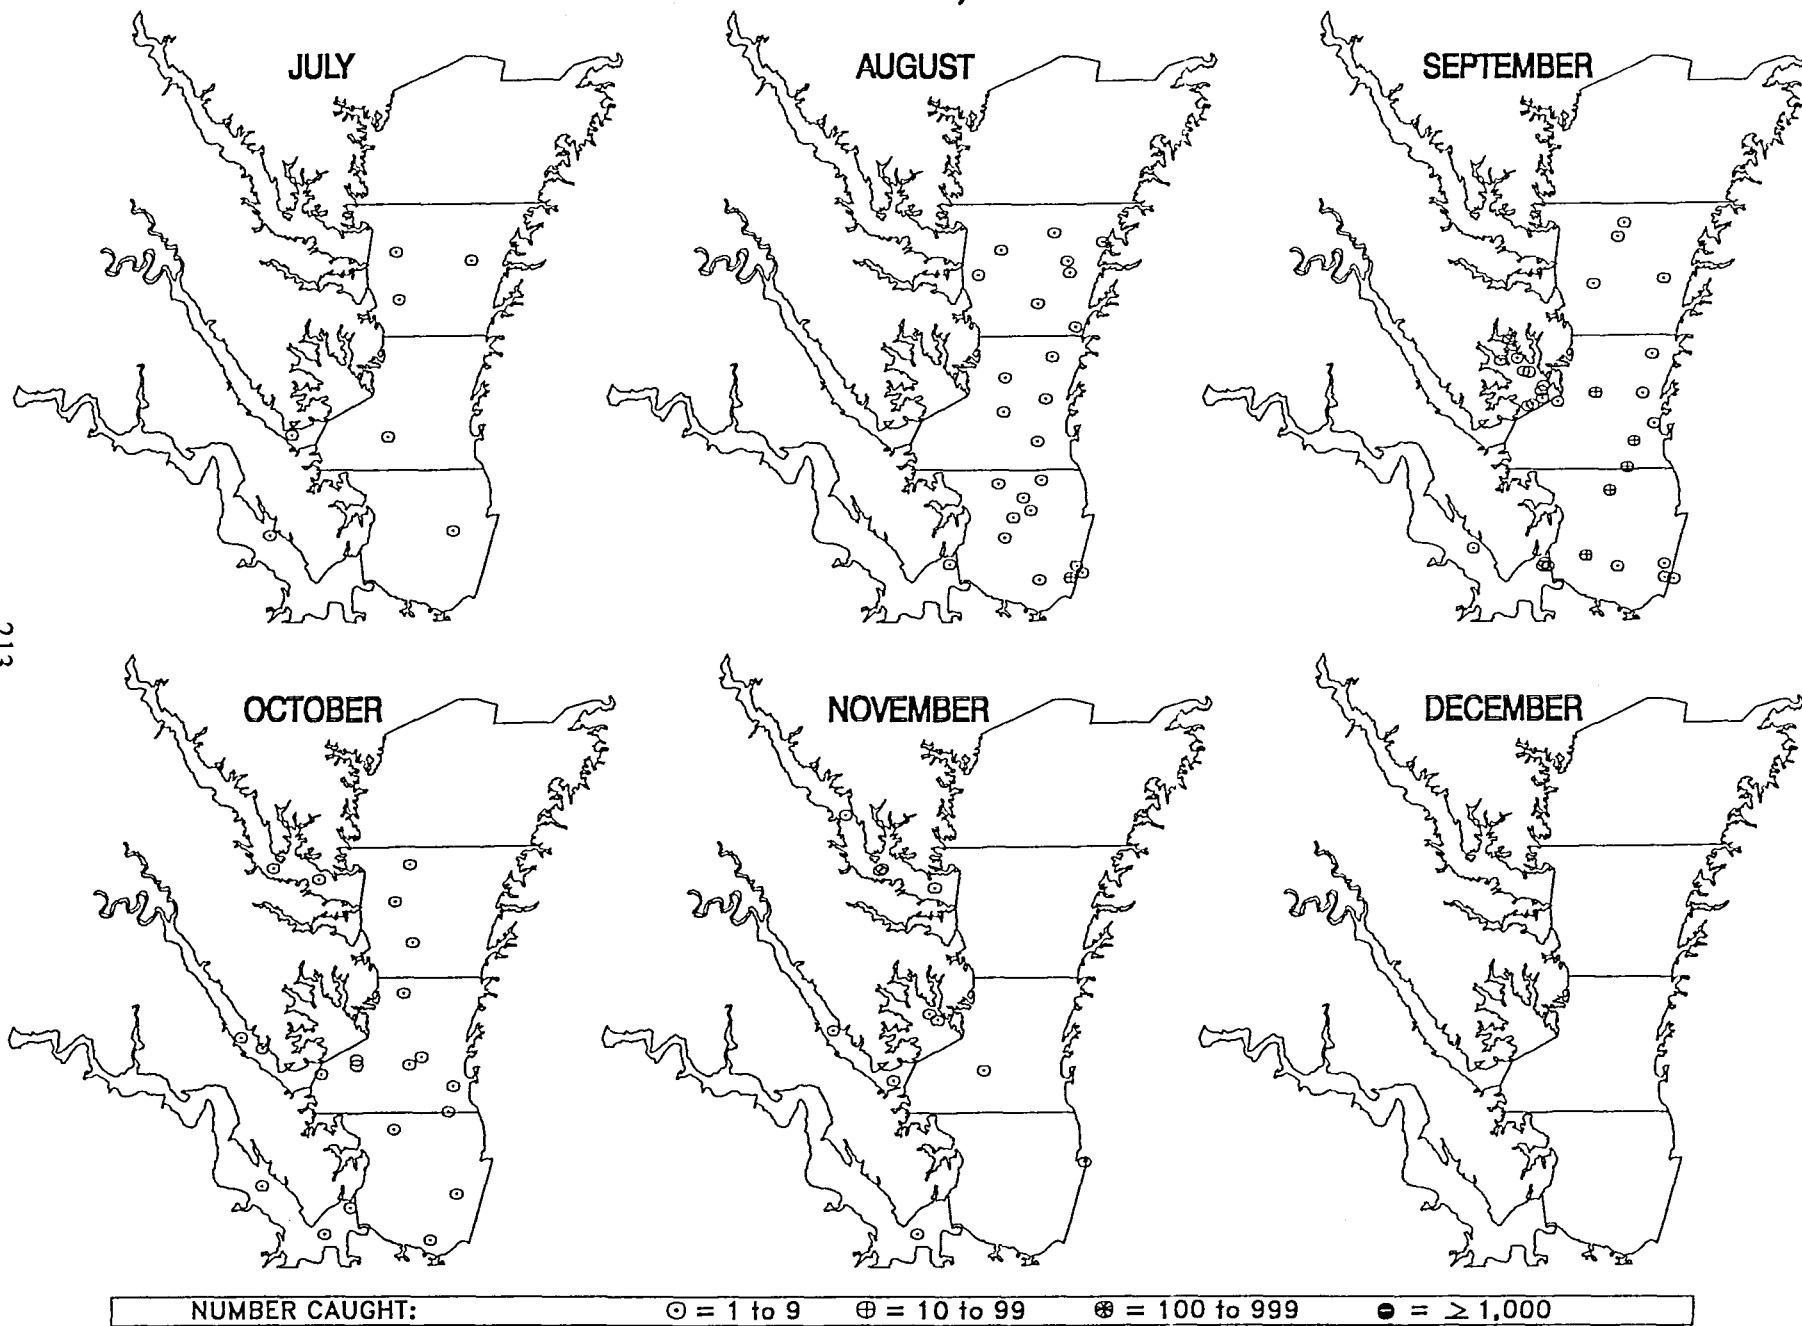 JULY
AUGUST
SEPTEMBER
213
OCTOBER
NOVEMBER
DECEMBER
NUMBER CAUGHT: ⊙ = 1 to 9 ⊕ = 10 to 99 ⊛ = 100 to 999 ⊖ = ≥ 1,000